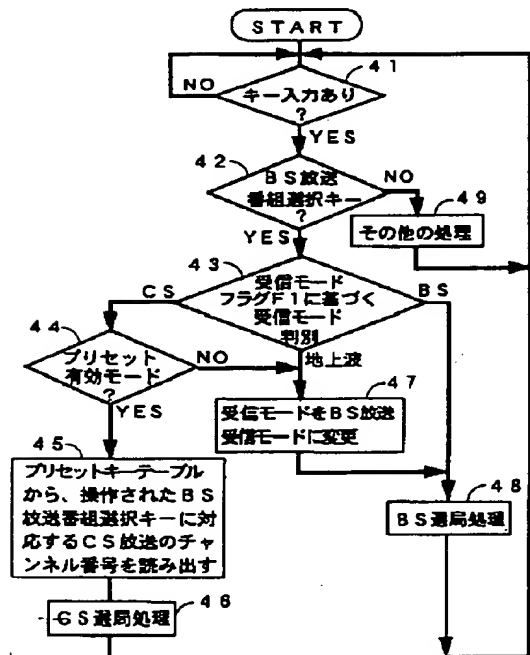 START
41
NO
キー入力あり
?
YES
42
BS放送
番組選択キー
?
NO
49
その他の処理
YES
43
受信モード
フラグF1に基づく
受信モード
判別
CS
BS
地上波
44
プリセット
有効モード
?
NO
YES
47
受信モードをBS放送
受信モードに変更
45
プリセットキーテーブル
から、操作されたBS
放送番組選択キーに対
応するCS放送のチャ
ンネル番号を読み出す
48
BS選局処理
46
CS選局処理